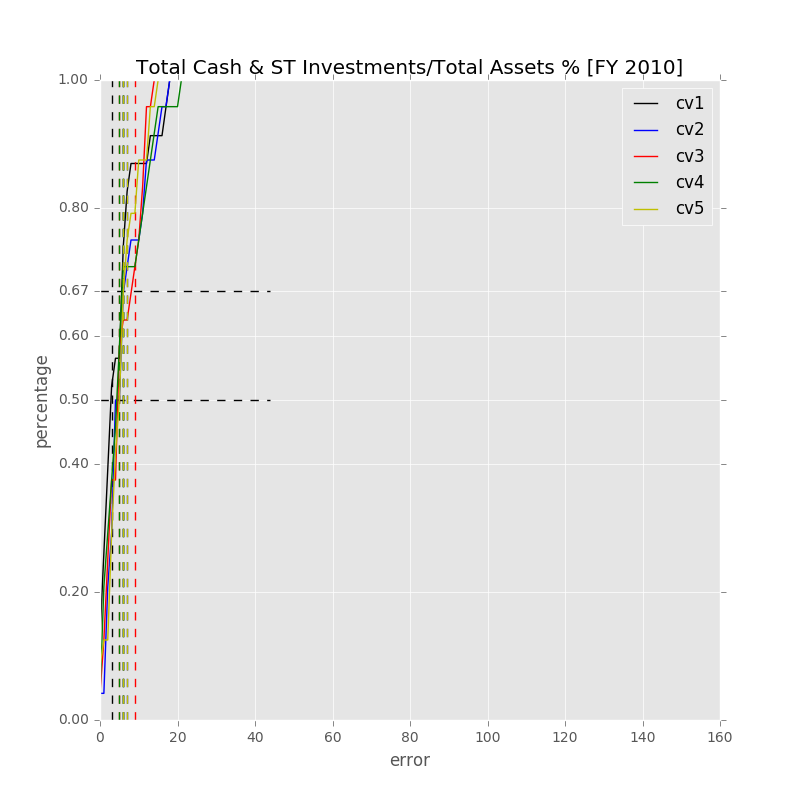 Total Cash & ST Investments/Total Assets % [FY 2010]
1.00
0.80
0.67
0.60
0.50
0.40
0.20
0.00
percentage
cv1
cv2
cv3
cv4
cv5
0 20 40 60 80 100 120 140 160
error